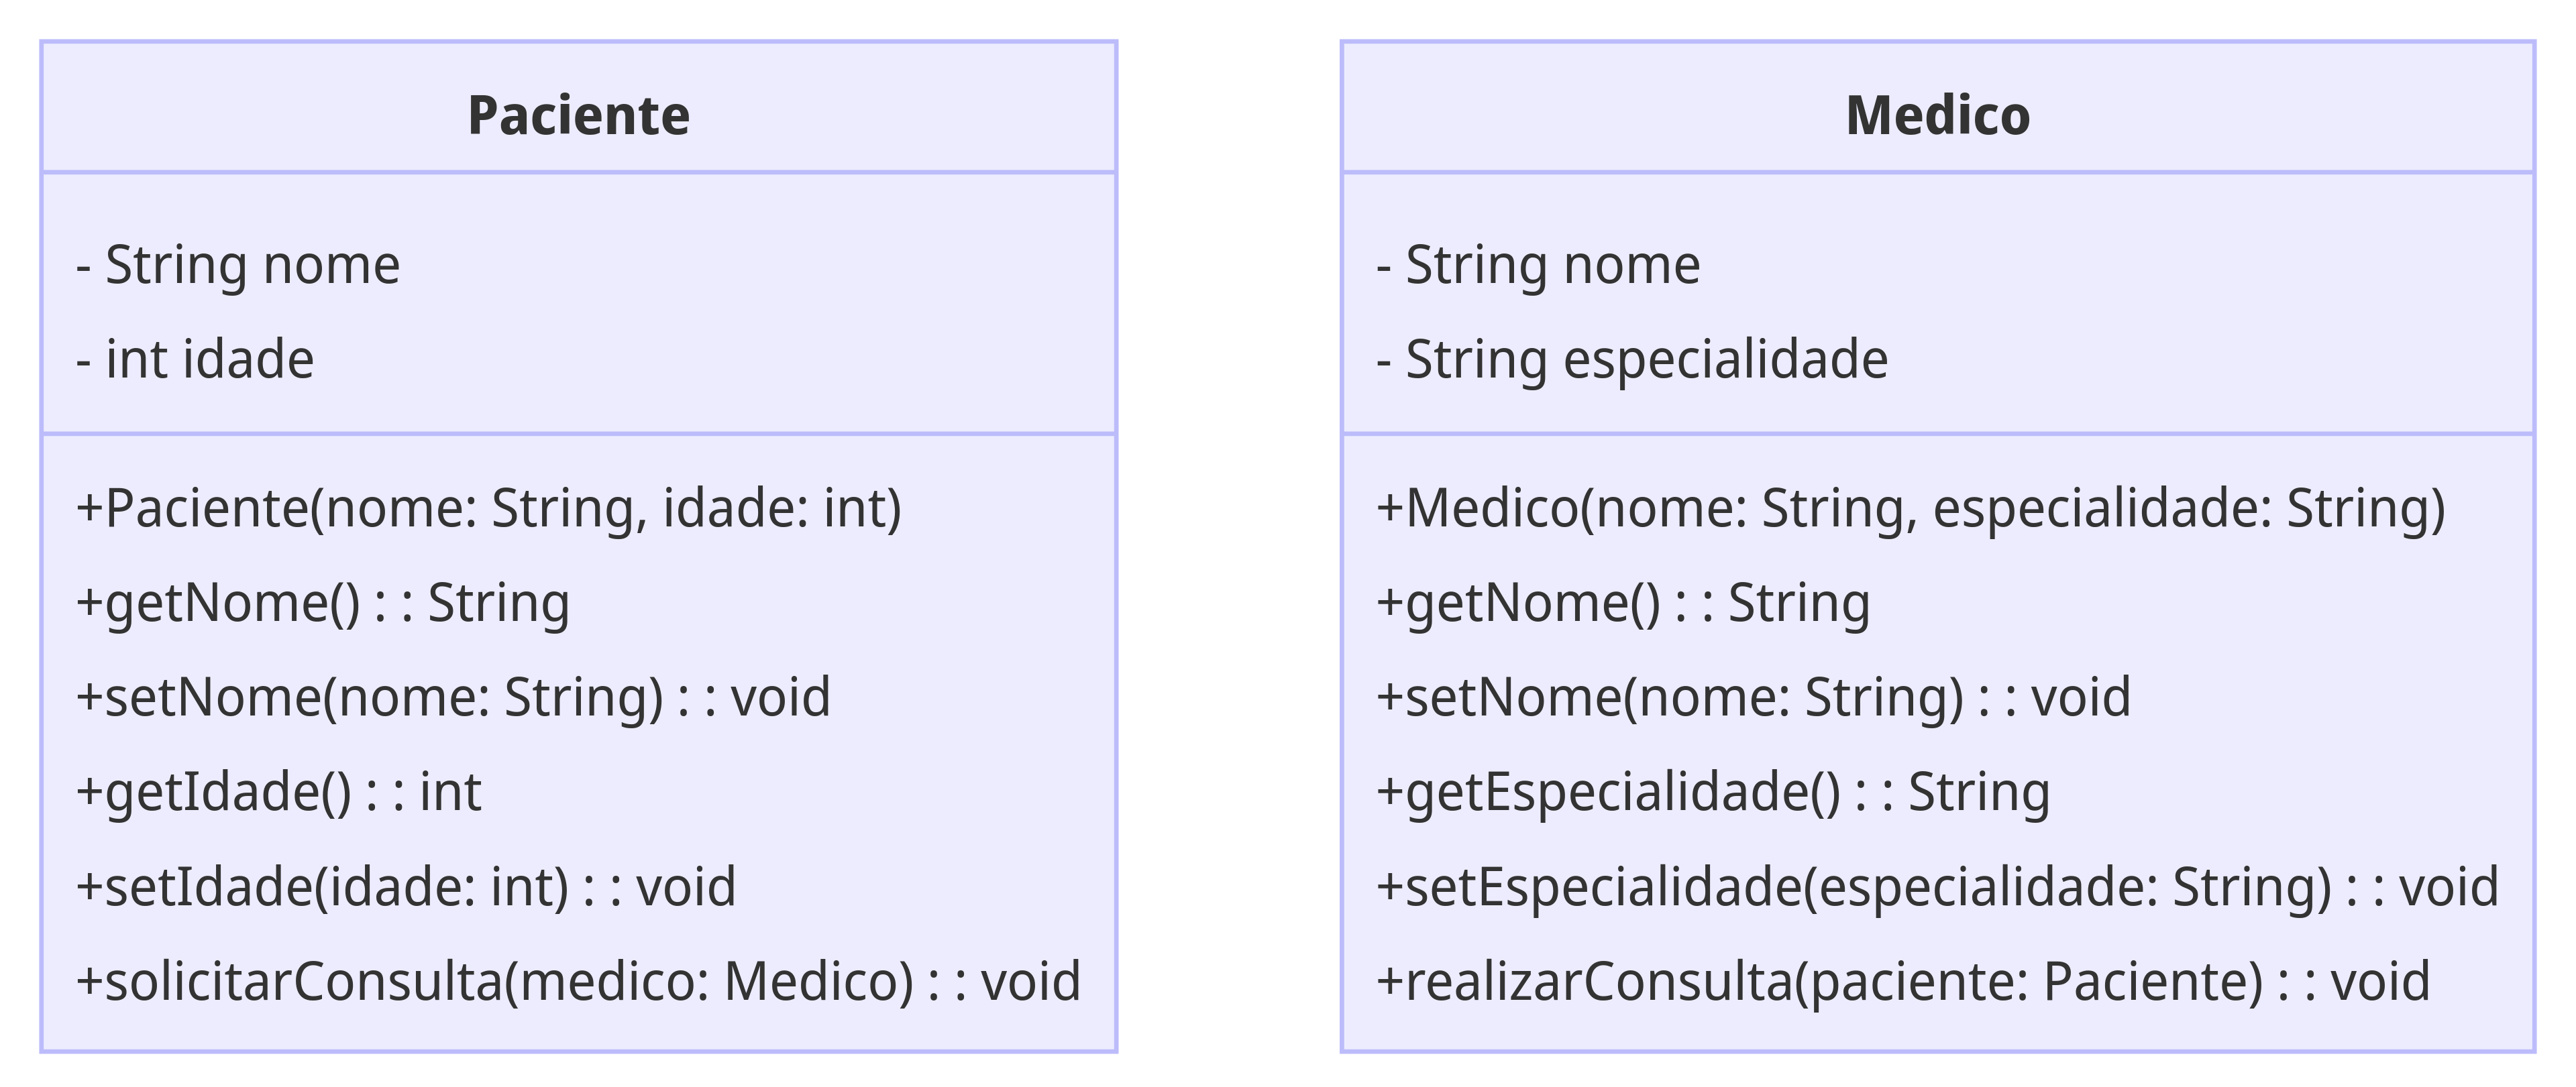 Paciente
- String nome
- int idade
+Paciente(nome: String, idade: int)
+getNome() : : String
+setNome(nome: String) : : void
+getIdade() : : int
+setIdade(idade: int) : : void
+solicitarConsulta(medico: Medico) : : void
Medico
- String nome
- String especialidade
+Medico(nome: String, especialidade: String)
+getNome() : : String
+setNome(nome: String) : : void
+getEspecialidade() : : String
+setEspecialidade(especialidade: String) : : void
+realizarConsulta(paciente: Paciente) : : void